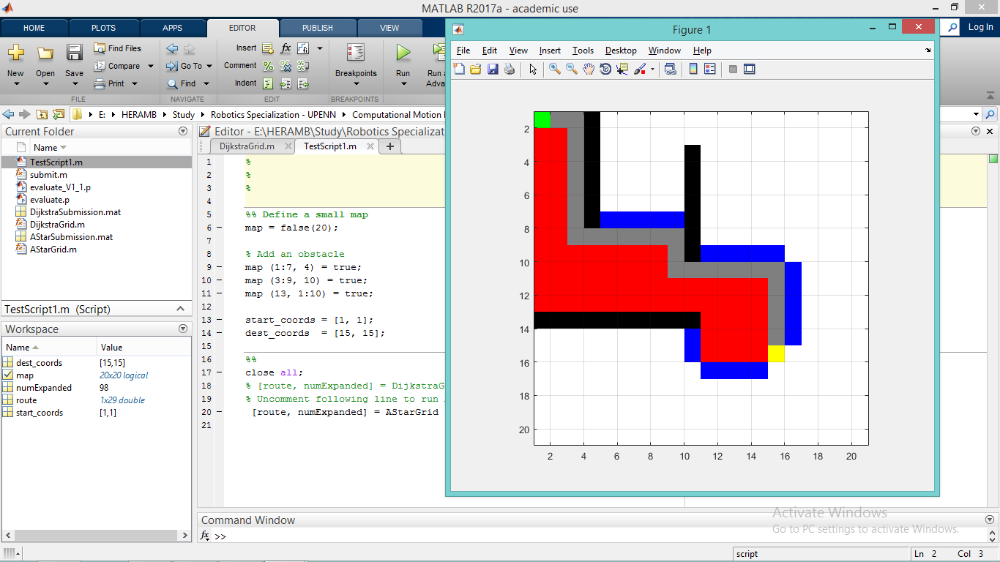 MATLAB R2017a - academic use
HOME PLOTS APPS EDITOR PUBLISH VIEW
Log In
New Open Save
Find Files
Compare
Print
FILE
Go To
Find
NAVIGATE
Insert
Comment
Indent
EDIT
Breakpoints
BREAKPOINTS
Run
Run a
Adva
E: HERAMB Study Robotics Specialization - UPENN Computational Motion
Current Folder
Name
TestScript1.m
submit.m
evaluate_V1_1.p
evaluate.p
DijkstraSubmission.mat
DijkstraGrid.m
AStarSubmission.mat
AStarGrid.m
TestScript1.m (Script)
Workspace
Name Value
dest_coords [15,15]
map 20x20 logical
numExpanded 98
route 1x29 double
start_coords [1,1]
Editor - E:\HERAMB\Study\Robotics Specializat
DijkstraGrid.m TestScript1.m
1 %
2 %
3 %
4
5 %% Define a small map
6 – map = false(20);
7
8 % Add an obstacle
9 – map (1:7, 4) = true;
10 – map (3:9, 10) = true;
11 – map (13, 1:10) = true;
12
13 – start_coords = [1, 1];
14 – dest_coords = [15, 15];
15
16 %%
17 – close all;
18 % [route, numExpanded] = DijkstraG
19 % Uncomment following line to run
20 – [route, numExpanded] = AStarGrid
21
Figure 1
File Edit View Insert Tools Desktop Window Help
2
4
6
8
10
12
14
16
18
20
2 4 6 8 10 12 14 16 18 20
Command Window
fx >>
Activate Windows
Go to PC settings to activate Windows.
script Ln 2 Col 3